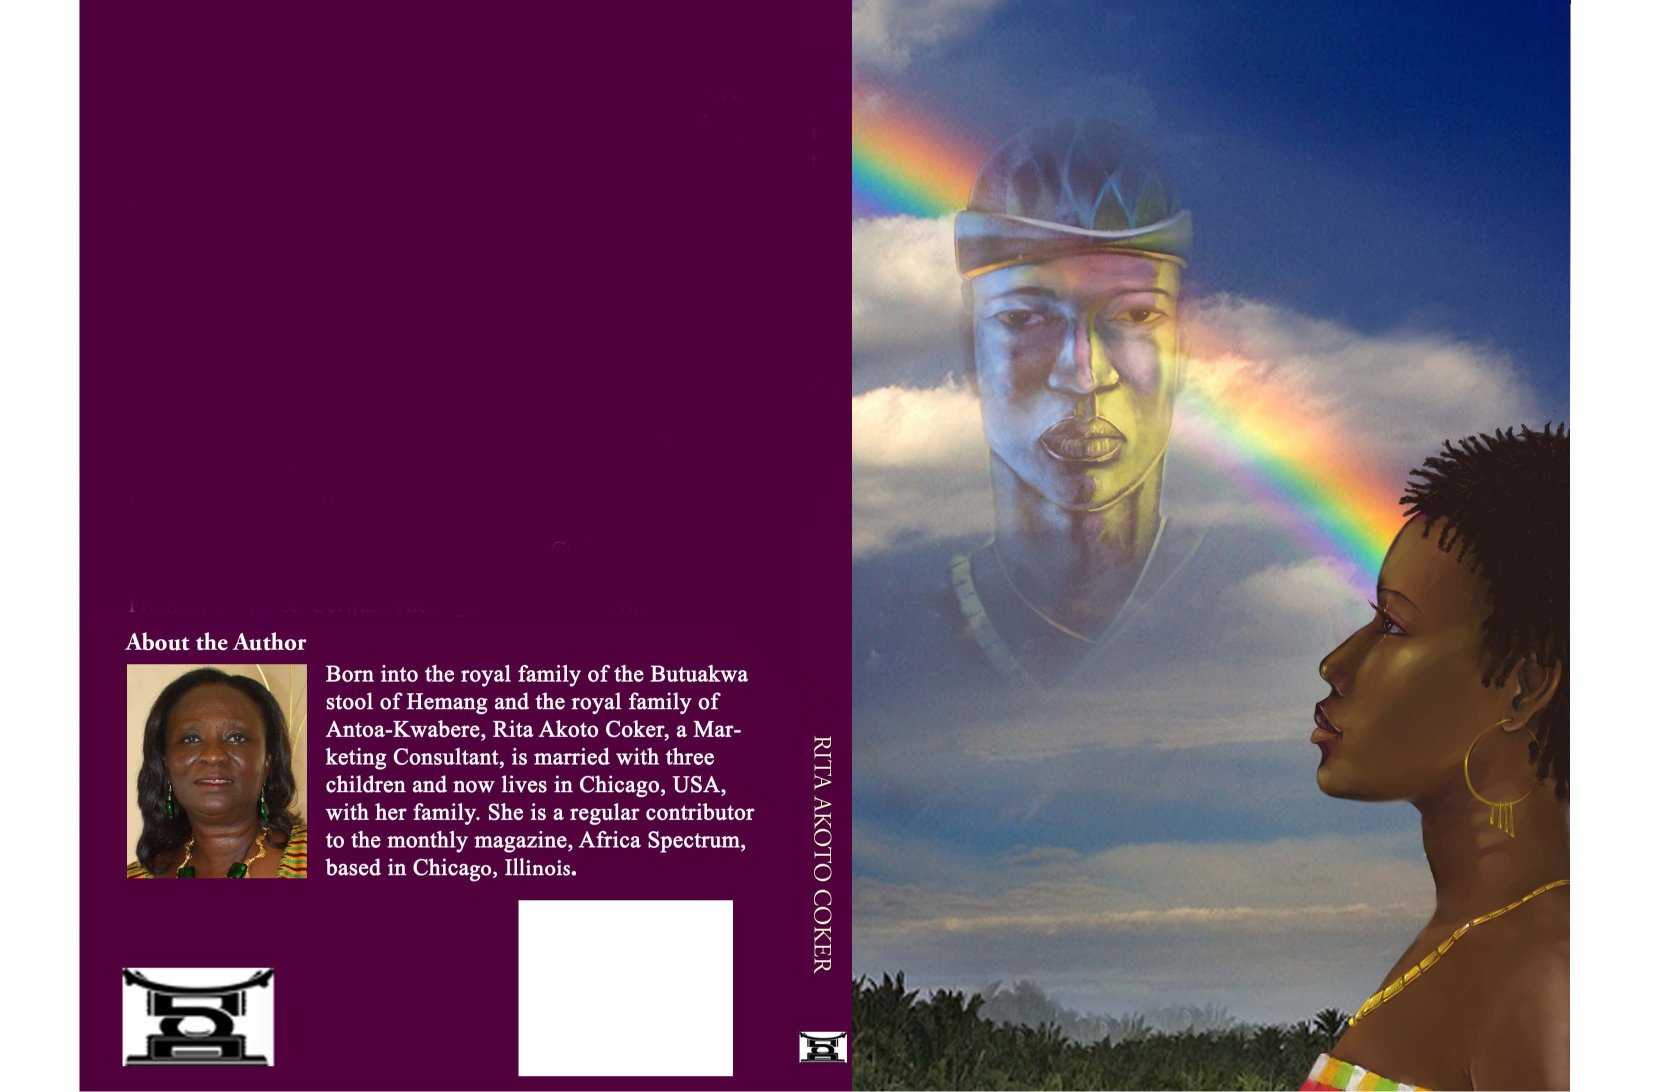 About the Author
Born into the royal family of the Butuakwa
stool of Hemang and the royal family of
Antoa-Kwabere, Rita Akoto Coker, a Mar-
keting Consultant, is married with three
children and now lives in Chicago, USA,
with her family. She is a regular contributor
to the monthly magazine, Africa Spectrum,
based in Chicago, Illinois.
RITA AKOTO COKER